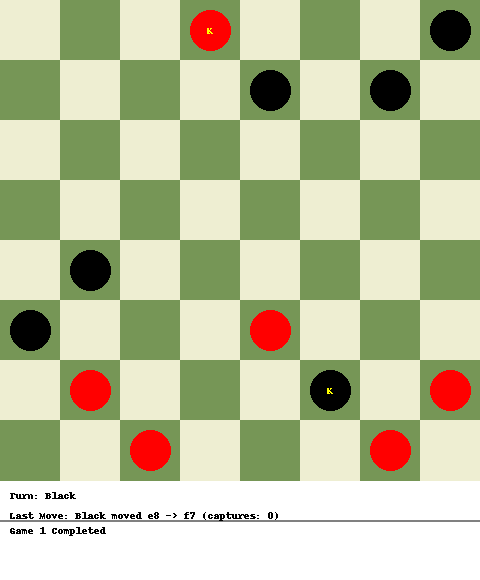 K
K
Turn: Black
Last Move: Black moved e8 -> f7 (captures: 0)
Game 1 Completed